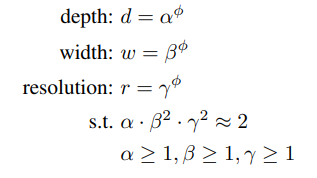 depth: d = α^ϕ
width: w = β^ϕ
resolution: r = γ^ϕ
s.t. α · β² · γ² ≈ 2
α ≥ 1, β ≥ 1, γ ≥ 1